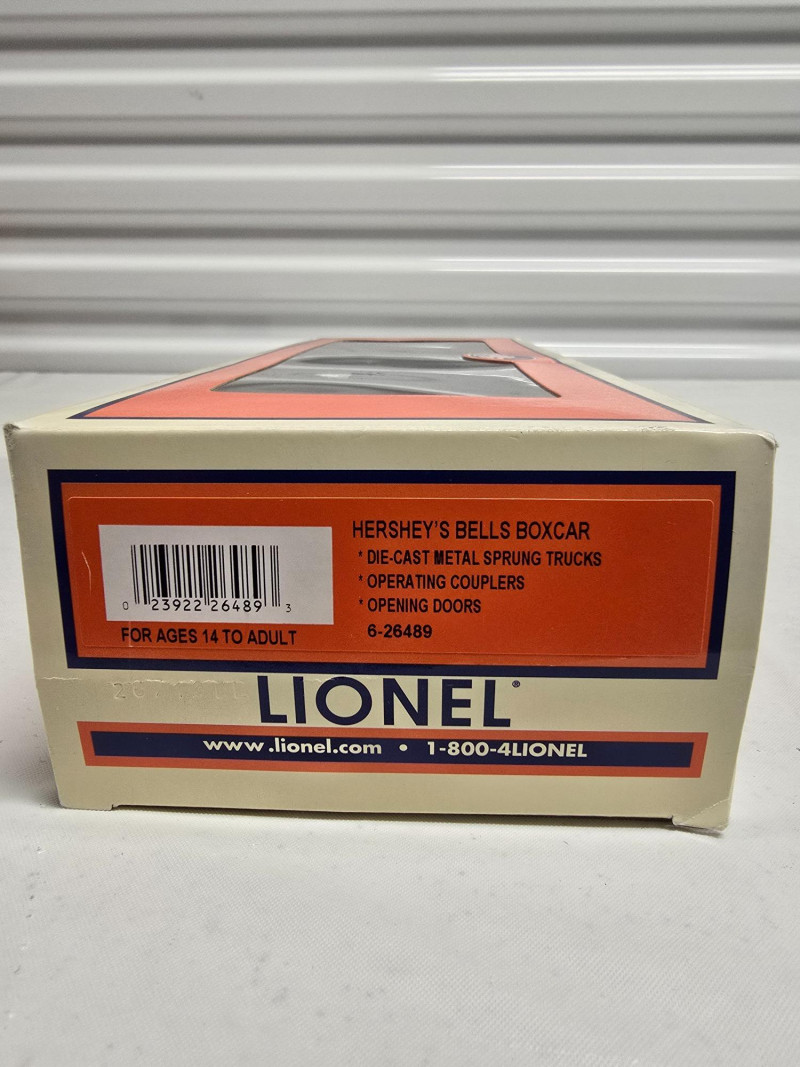 HERSHEY'S BELLS BOXCAR
* DIE-CAST METAL SPRUNG TRUCKS
* OPERATING COUPLERS
* OPENING DOORS
6-26489
0 23922 26489 3
FOR AGES 14 TO ADULT
LIONEL®
www.lionel.com • 1-800-4LIONEL